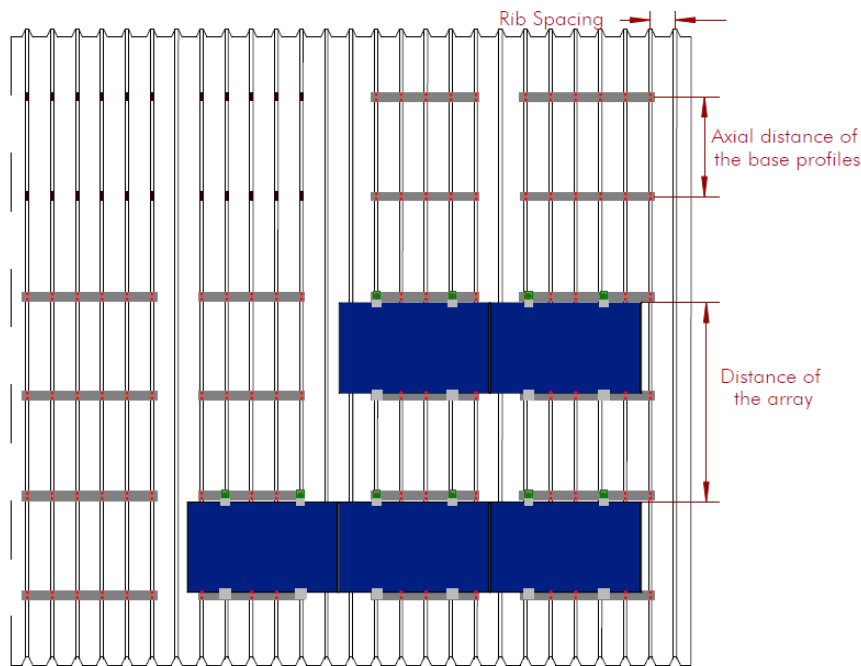 Rib Spacing
Axial distance of
the base profiles
Distance of
the array